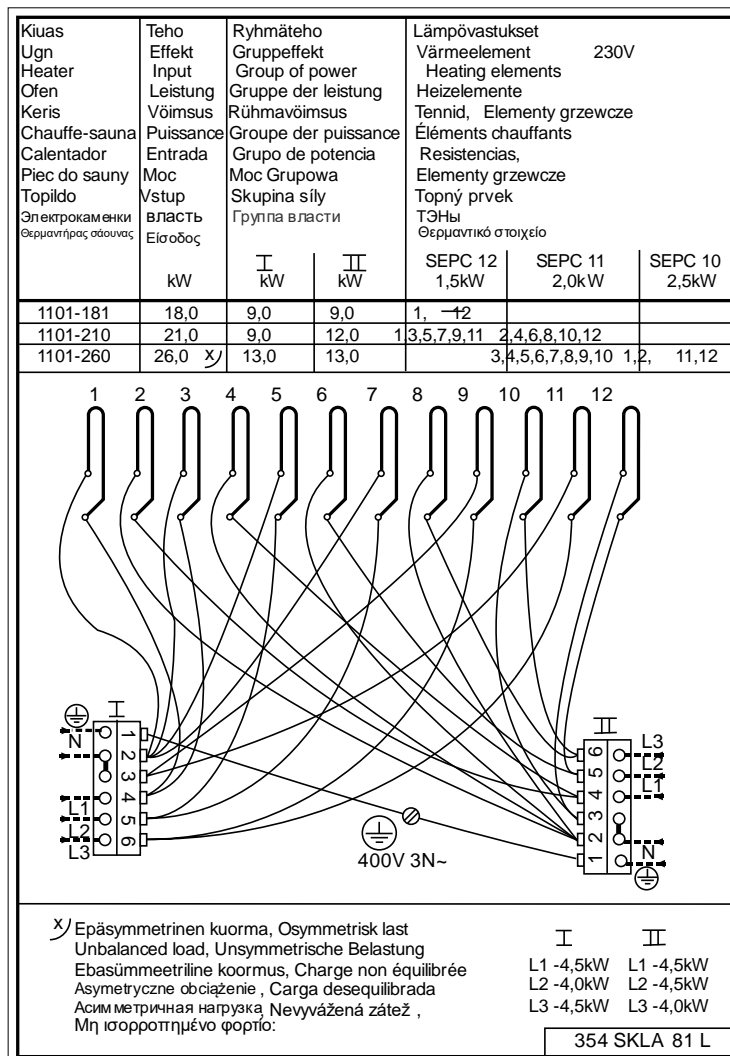 Kiuas Teho Ryhmäteho Lämpövastukset
Ugn Effekt Gruppeffekt Värmeelement 230V
Heater Input Group of power Heating elements
Ofen Leistung Gruppe der leistung Heizelemente
Keris Vöimsus Rühmavöimsus Tennid, Elementy grzewcze
Chauffe-sauna Puissance Groupe der puissance Éléments chauffants
Calentador Entrada Grupo de potencia Resistencias,
Piec do sauny Moc Moc Grupowa Elementy grzewcze
Topildo Vstup Skupina síly Topný prvek
Электрокаменки власть Группа власти ТЭНы
Θερμαντήρας σάουνας Είσοδος Θερμαντικό στοιχείο
I II SEPC 12 SEPC 11 SEPC 10
kW kW kW 1,5kW 2,0kW 2,5kW
1101-181 18,0 9,0 9,0 1, 12
1101-210 21,0 9,0 12,0 1,3,5,7,9,11 2,4,6,8,10,12
1101-260 26,0 x) 13,0 13,0 3,4,5,6,7,8,9,10 1,2, 11,12
1 2 3 4 5 6 7 8 9 10 11 12
I
N
1
2
3
4
5
6
L1
L2
L3
400V 3N~
II
6
5
4
3
2
1
L3
L2
L1
N
x) Epäsymmetrinen kuorma, Osymmetrisk last
Unbalanced load, Unsymmetrische Belastung
Ebasümmeetriline koormus, Charge non équilibrée
Asymetryczne obciążenie , Carga desequilibrada
Асимметричная нагрузка, Nevyvážená zátež ,
Μη ισορροπημένο φορτίο:
I II
L1 -4,5kW L1 -4,5kW
L2 -4,0kW L2 -4,5kW
L3 -4,5kW L3 -4,0kW
354 SKLA 81 L